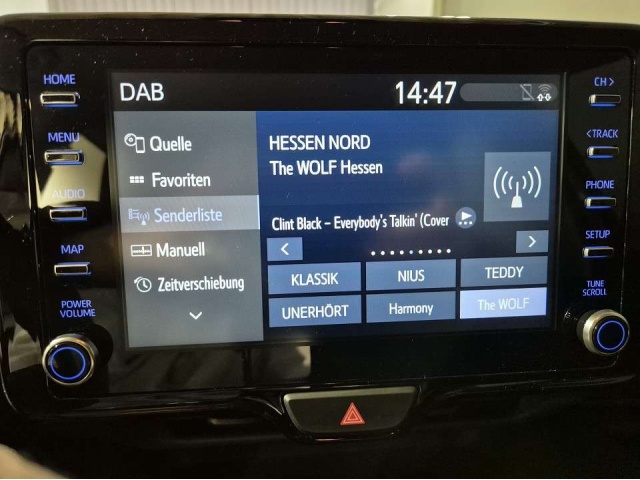 HOME
MENU
AUDIO
MAP
POWER
VOLUME
DAB
14:47
Quelle
Favoriten
Senderliste
Manuell
Zeitverschiebung
HESSEN NORD
The WOLF Hessen
Clint Black – Everybody's Talkin' (Cover
KLASSIK
NIUS
TEDDY
UNERHÖRT
Harmony
The WOLF
CH >
< TRACK
PHONE
SETUP
TUNE
SCROLL